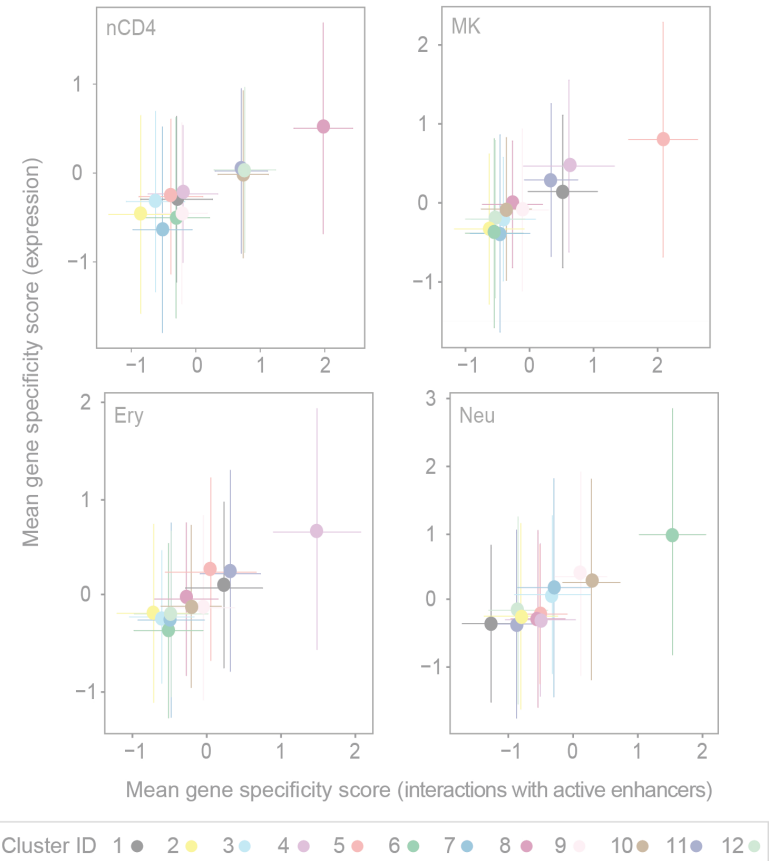 nCD4
MK
1
0
−1
2
1
0
−1
−1 0 1 2
−1 0 1 2
Mean gene specificity score (expression)
Ery
Neu
2
1
0
−1
3
2
1
0
−1
−1 0 1 2
−1 0 1 2
Mean gene specificity score (interactions with active enhancers)
Cluster ID 1 2 3 4 5 6 7 8 9 10 11 12